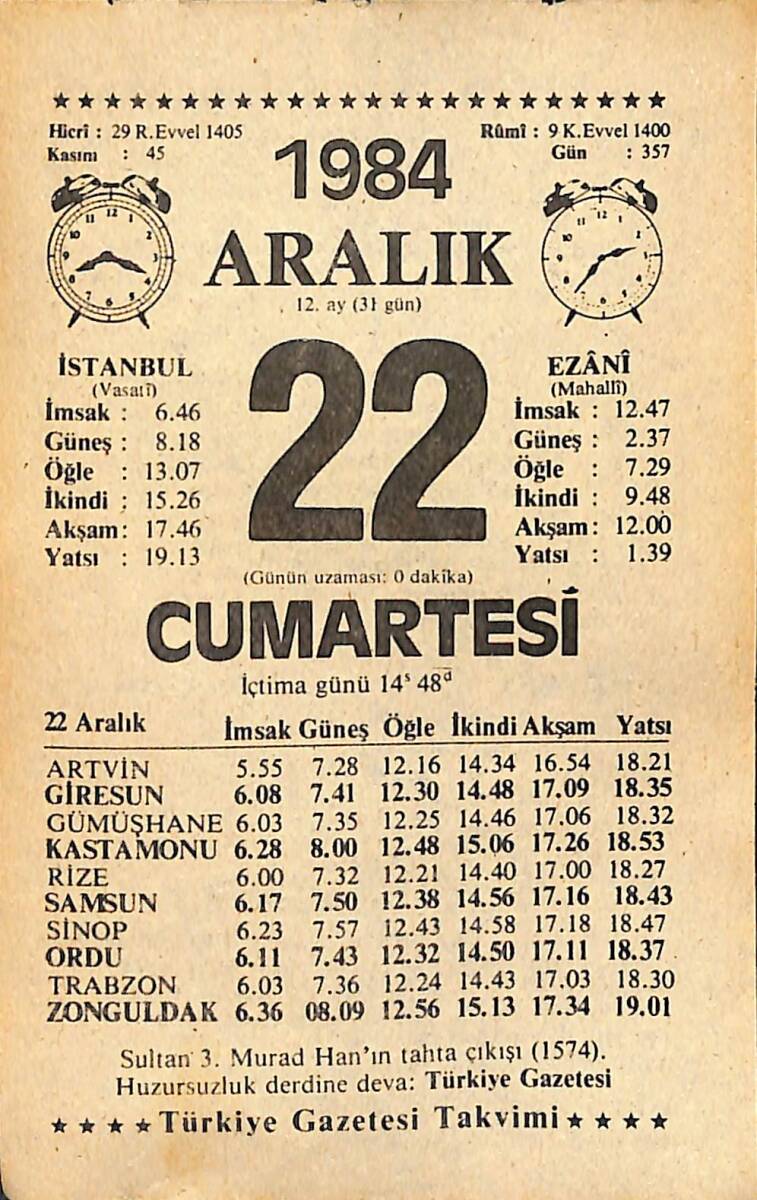 ★ ★ ★ ★ ★ ★ ★ ★ ★ ★ ★ ★ ★ ★ ★ ★ ★ ★ ★ ★ ★ ★ ★ ★
Hicrî : 29 R.Evvel 1405
Kasım : 45
1984
Rûmî : 9 K.Evvel 1400
Gün : 357
ARALIK
12. ay (31 gün)
22
İSTANBUL
(Vasatî)
İmsak : 6.46
Güneş : 8.18
Öğle : 13.07
İkindi : 15.26
Akşam: 17.46
Yatsı : 19.13
EZÂNÎ
(Mahallî)
İmsak : 12.47
Güneş : 2.37
Öğle : 7.29
İkindi : 9.48
Akşam: 12.00
Yatsı : 1.39
(Günün uzaması: 0 dakîka)
CUMARTESİ
İçtima günü 14ˢ 48ᵈ
22 Aralık İmsak Güneş Öğle İkindi Akşam Yatsı
ARTVİN 5.55 7.28 12.16 14.34 16.54 18.21
GİRESUN 6.08 7.41 12.30 14.48 17.09 18.35
GÜMÜŞHANE 6.03 7.35 12.25 14.46 17.06 18.32
KASTAMONU 6.28 8.00 12.48 15.06 17.26 18.53
RİZE 6.00 7.32 12.21 14.40 17.00 18.27
SAMSUN 6.17 7.50 12.38 14.56 17.16 18.43
SİNOP 6.23 7.57 12.43 14.58 17.18 18.47
ORDU 6.11 7.43 12.32 14.50 17.11 18.37
TRABZON 6.03 7.36 12.24 14.43 17.03 18.30
ZONGULDAK 6.36 08.09 12.56 15.13 17.34 19.01
Sultan 3. Murad Han'ın tahta çıkışı (1574).
Huzursuzluk derdine deva: Türkiye Gazetesi
★ ★ ★ ★ Türkiye Gazetesi Takvimi ★ ★ ★ ★